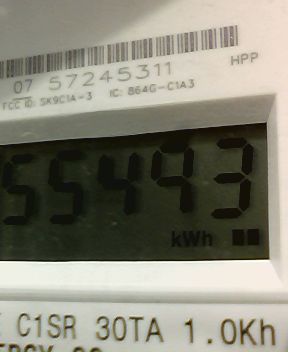 07 57245311
HPP
FCC ID: SK9C1A-3 IC: 864G-C1A3
55493
kWh
C1SR 30TA 1.0Kh